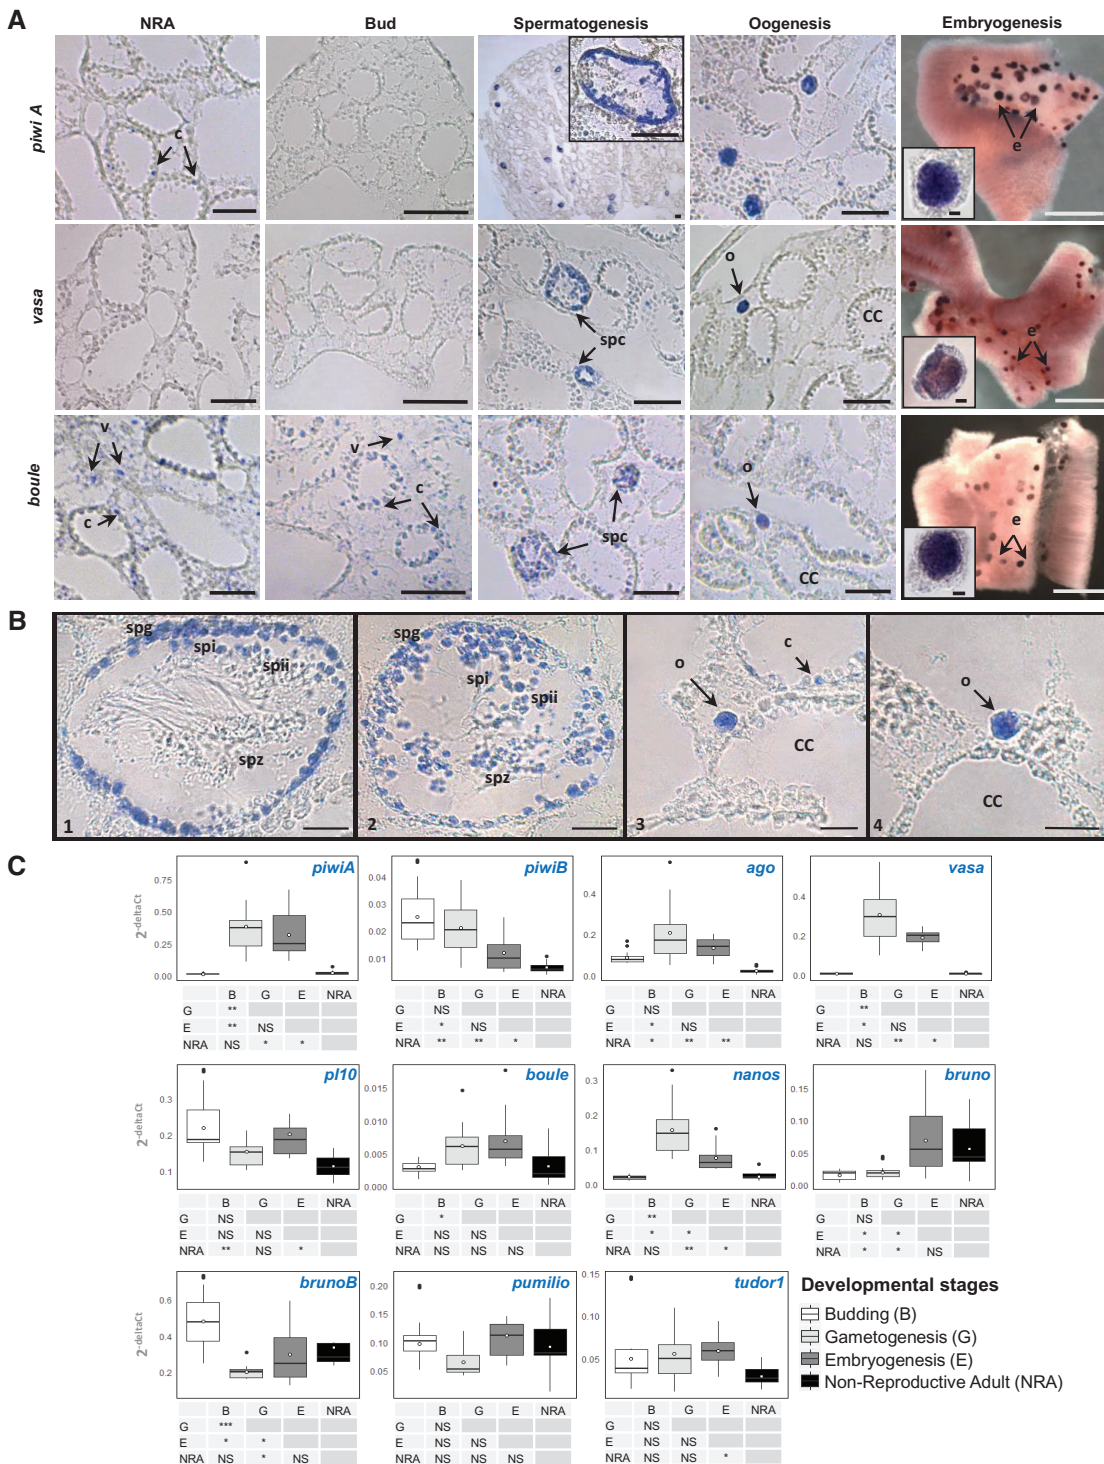 A
NRA Bud Spermatogenesis Oogenesis Embryogenesis
piwi A
c
e
vasa
spc
o
CC
e
boule
v
c
v
c
spc
o
CC
e
B
spg
spi
spii
spz
1
spg
spi
spii
spz
2
o
c
CC
3
o
CC
4
C
piwiA
2-deltaCt
0.75
0.50
0.25
0.00
B G E NRA
G **
E ** NS
NRA NS * *
piwiB
0.04
0.03
0.02
0.01
B G E NRA
G NS
E * NS
NRA ** ** *
ago
0.4
0.2
0.0
B G E NRA
G **
E * NS
NRA * ** **
vasa
0.4
0.2
0.0
B G E NRA
G **
E * NS
NRA NS ** *
pl10
2-deltaCt
0.3
0.2
0.1
B G E NRA
G NS
E NS NS
NRA ** NS *
boule
0.015
0.010
0.005
0.000
B G E NRA
G *
E NS NS
NRA NS NS NS
nanos
0.3
0.2
0.1
0.0
B G E NRA
G **
E * *
NRA NS ** *
bruno
0.15
0.10
0.05
0.00
B G E NRA
G NS
E * *
NRA * * NS
brunoB
2-deltaCt
0.6
0.4
0.2
B G E NRA
G ***
E * *
NRA NS * NS
pumilio
0.20
0.15
0.10
0.05
B G E NRA
G NS
E NS NS
NRA NS NS NS
tudor1
0.15
0.10
0.05
B G E NRA
G NS
E NS NS
NRA NS NS *
Developmental stages
Budding (B)
Gametogenesis (G)
Embryogenesis (E)
Non-Reproductive Adult (NRA)